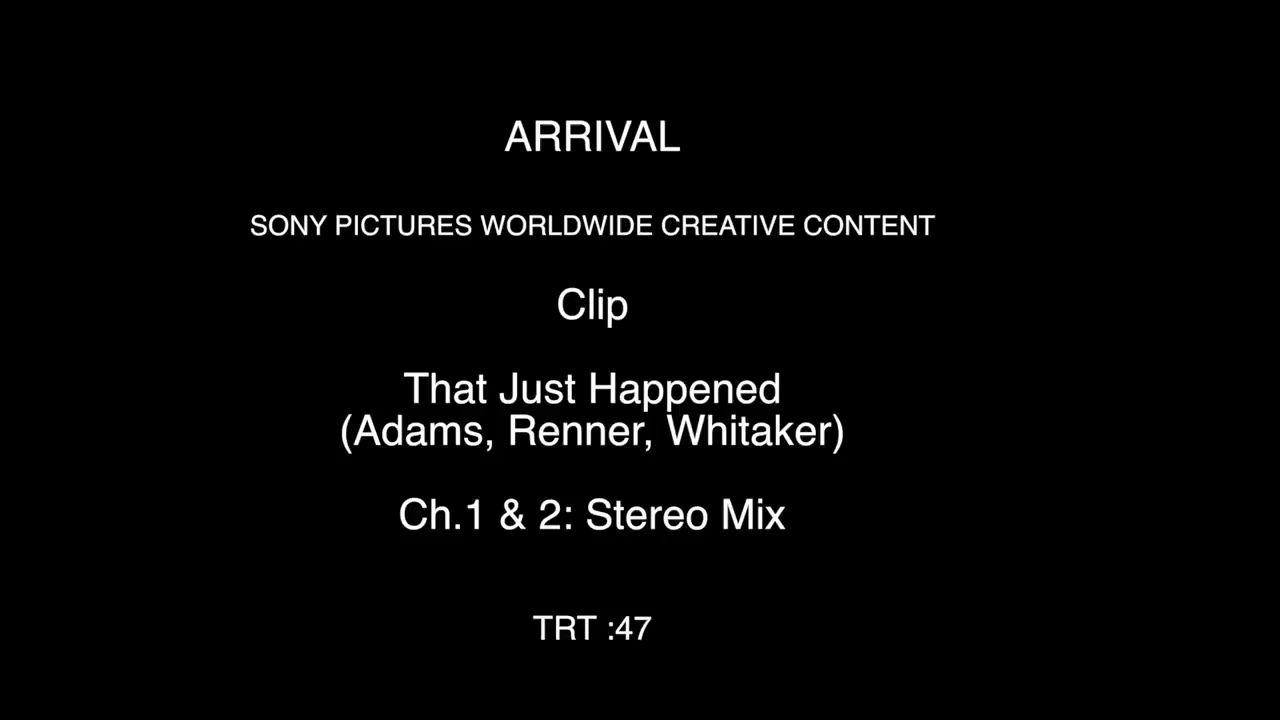 ARRIVAL
SONY PICTURES WORLDWIDE CREATIVE CONTENT
Clip
That Just Happened
(Adams, Renner, Whitaker)
Ch.1 & 2: Stereo Mix
TRT :47